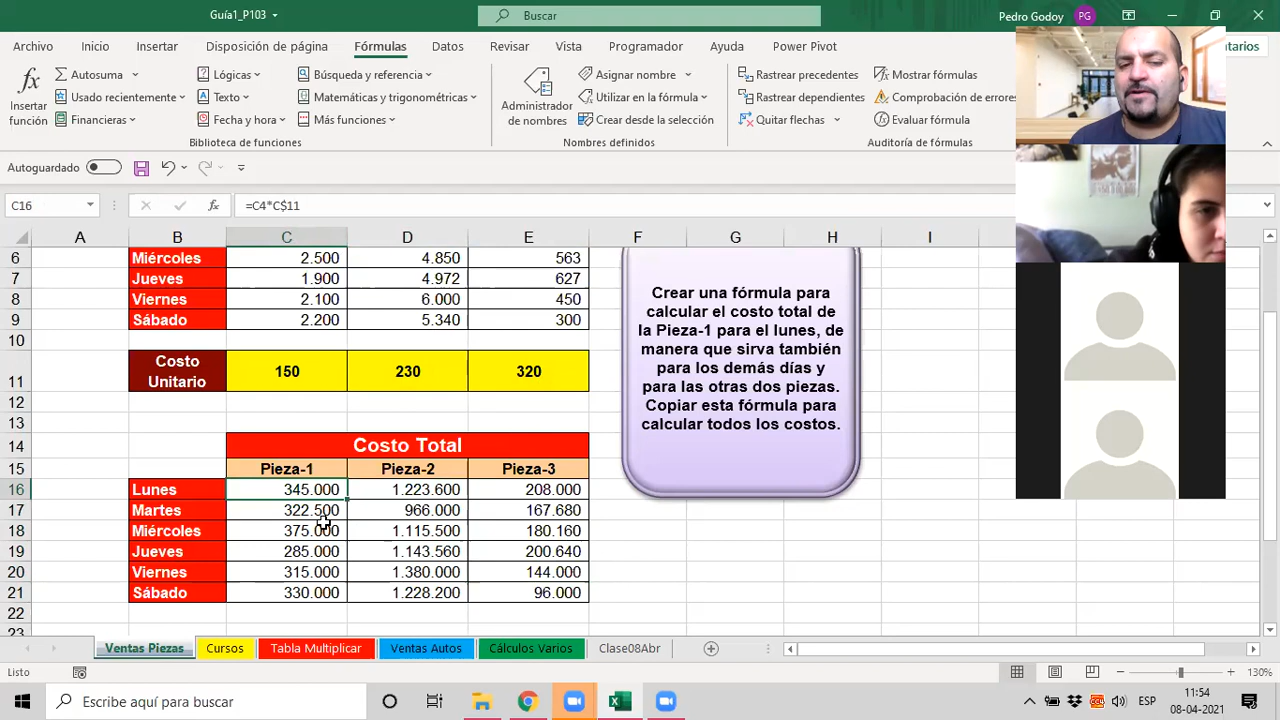 Guía1_P103
Buscar
Pedro Godoy PG
Archivo Inicio Insertar Disposición de página Fórmulas Datos Revisar Vista Programador Ayuda Power Pivot
Autosuma Lógicas Búsqueda y referencia Asignar nombre Rastrear precedentes Mostrar fórmulas
Usado recientemente Texto Matemáticas y trigonométricas Utilizar en la fórmula Rastrear dependientes Comprobación de errores
Financieras Fecha y hora Más funciones Crear desde la selección Quitar flechas Evaluar fórmula
Insertar función
Administrador de nombres
Biblioteca de funciones Nombres definidos Auditoría de fórmulas
Autoguardado
C16 fx =C4*C$11
A B C D E F G H I
6 Miércoles 2.500 4.850 563
7 Jueves 1.900 4.972 627
8 Viernes 2.100 6.000 450
9 Sábado 2.200 5.340 300
10
11 Costo Unitario 150 230 320
12
13
14 Costo Total
15 Pieza-1 Pieza-2 Pieza-3
16 Lunes 345.000 1.223.600 208.000
17 Martes 322.500 966.000 167.680
18 Miércoles 375.000 1.115.500 180.160
19 Jueves 285.000 1.143.560 200.640
20 Viernes 315.000 1.380.000 144.000
21 Sábado 330.000 1.228.200 96.000
22
23
Crear una fórmula para
calcular el costo total de
la Pieza-1 para el lunes, de
manera que sirva también
para los demás días y
para las otras dos piezas.
Copiar esta fórmula para
calcular todos los costos.
Ventas Piezas Cursos Tabla Multiplicar Ventas Autos Cálculos Varios Clase08Abr
Listo 130%
Escribe aquí para buscar ESP 11:54
08-04-2021